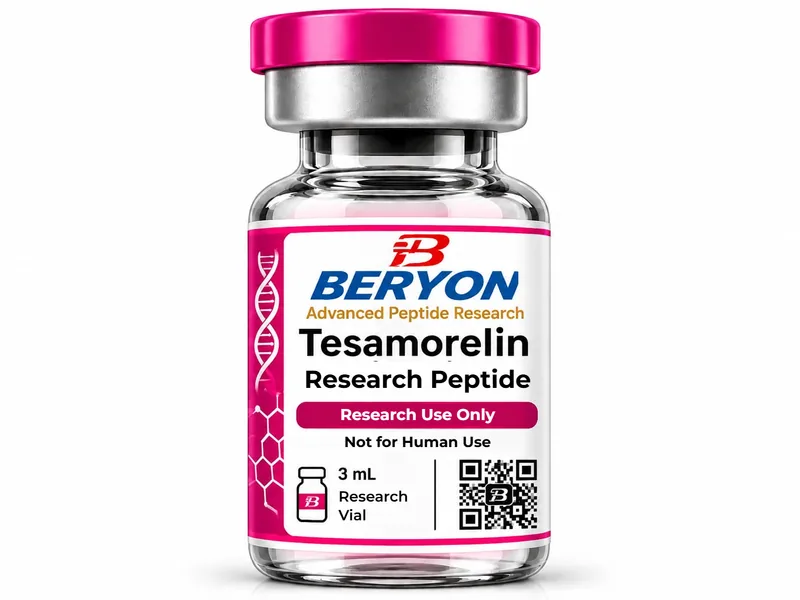 BERYON
Advanced Peptide Research
Tesamorelin
Research Peptide
Research Use Only
Not for Human Use
3 mL
Research
Vial